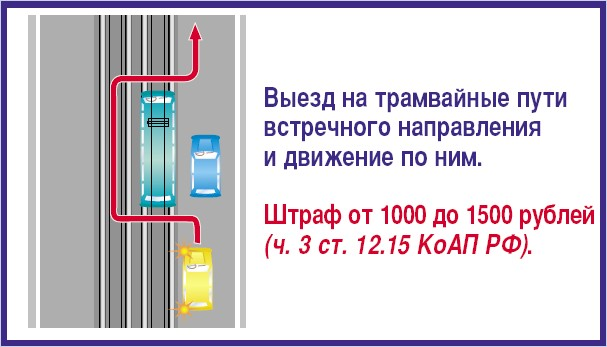 Выезд на трамвайные пути
встречного направления
и движение по ним.
Штраф от 1000 до 1500 рублей
(ч. 3 ст. 12.15 КоАП РФ).